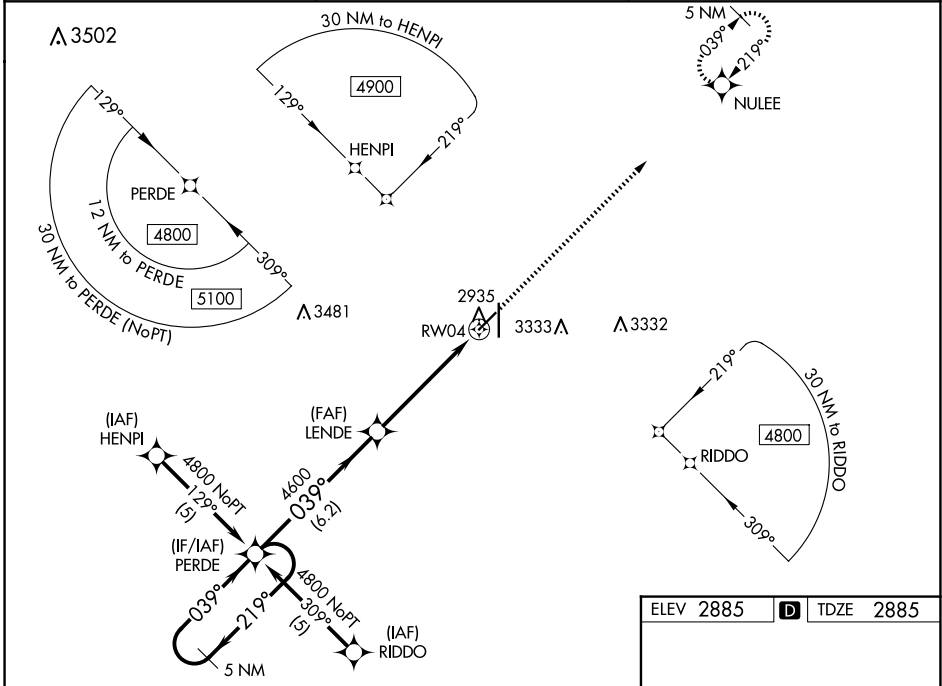 3502
30 NM to HENPI
4900
129°
219°
HENPI
5 NM
039°
219°
NULEE
129°
PERDE
4800
12 NM to PERDE
309°
5100
30 NM to PERDE (NoPT)
3481
2935
RW04
3333
3332
219°
30 NM to RIDDO
4800
RIDDO
309°
(FAF)
LENDE
(IAF)
HENPI
4800 NoPT
129°
(5)
4600
039°
(6.2)
(IF/IAF)
PERDE
039°
219°
5 NM
4800 NoPT
309°
(5)
(IAF)
RIDDO
ELEV 2885 D TDZE 2885